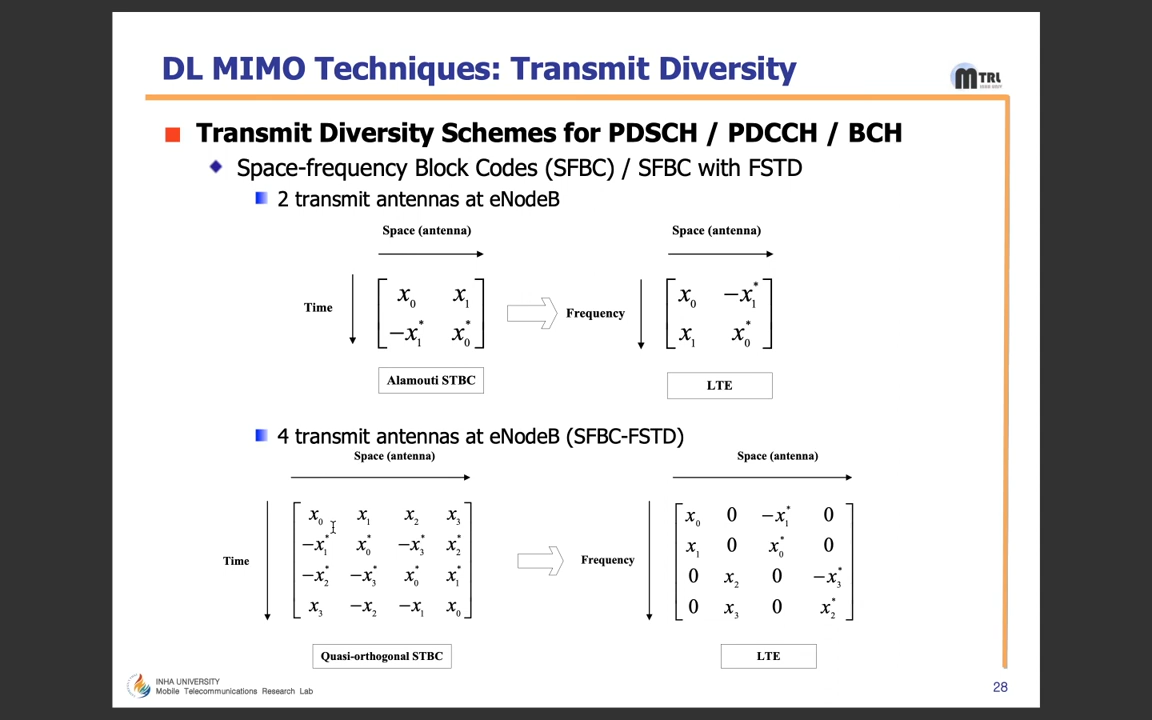 DL MIMO Techniques: Transmit Diversity
MTRL
Transmit Diversity Schemes for PDSCH / PDCCH / BCH
Space-frequency Block Codes (SFBC) / SFBC with FSTD
2 transmit antennas at eNodeB
Space (antenna)
Space (antenna)
Time
x₀ x₁
−x₁* x₀*
Frequency
x₀ −x₁*
x₁ x₀*
Alamouti STBC
LTE
4 transmit antennas at eNodeB (SFBC-FSTD)
Space (antenna)
Space (antenna)
Time
x₀ x₁ x₂ x₃
−x₁* x₀* −x₃* x₂*
−x₂* −x₃* x₀* x₁*
x₃ −x₂ −x₁ x₀
Frequency
x₀ 0 −x₁* 0
x₁ 0 x₀* 0
0 x₂ 0 −x₃*
0 x₃ 0 x₂*
Quasi-orthogonal STBC
LTE
INHA UNIVERSITY
Mobile Telecommunications Research Lab
28